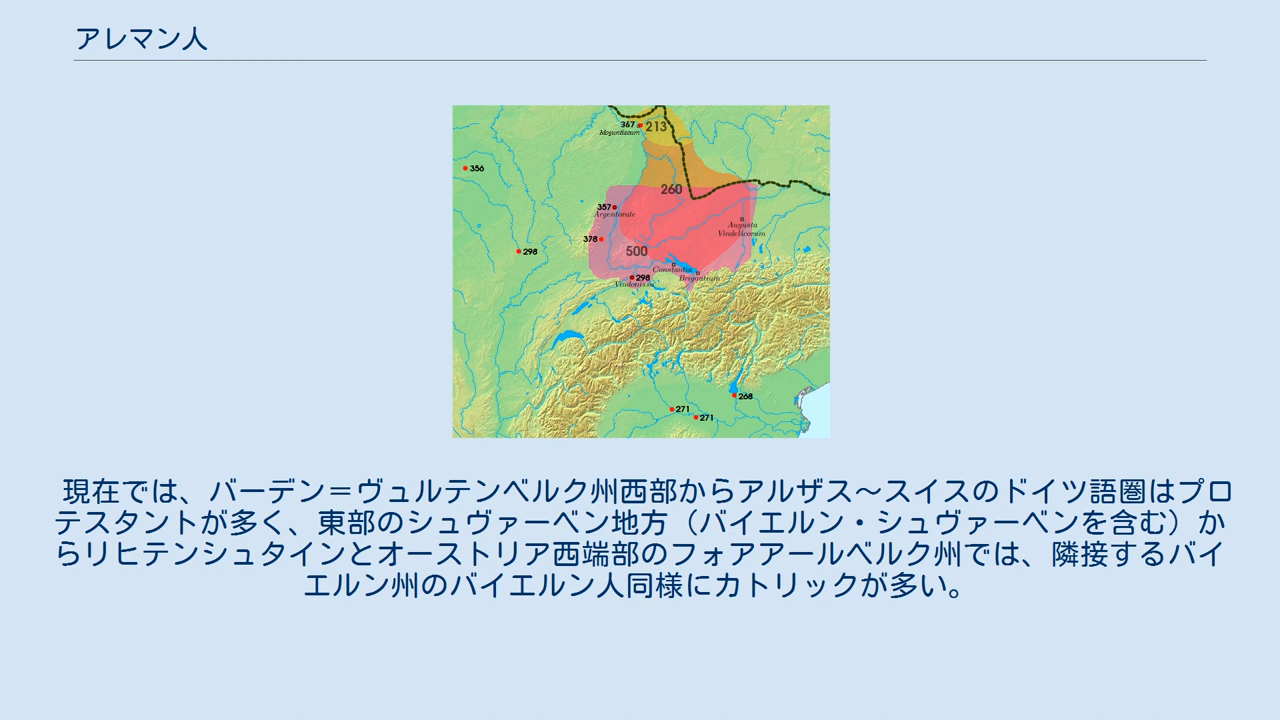 アレマン人
367
Moguntiacum
213
356
260
357
Argentorate
Augusta
Vindelicorum
378
298
500
Constantia
298
Brigantium
Vindonissa
268
271
271
現在では、バーデン＝ヴュルテンベルク州西部からアルザス〜スイスのドイツ語圏はプロ
テスタントが多く、東部のシュヴァーベン地方（バイエルン・シュヴァーベンを含む）か
らリヒテンシュタインとオーストリア西端部のフォアアールベルク州では、隣接するバイ
エルン州のバイエルン人同様にカトリックが多い。